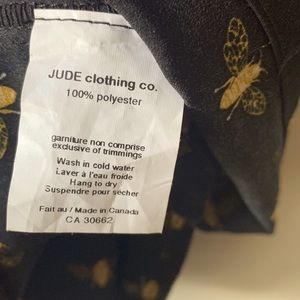 JUDE clothing co.
100% polyester
garniture non comprise
exclusive of trimmings
Wash in cold water
Laver à l'eau froide
Hang to dry
Suspendre pour sécher
Fait au / Made in Canada
CA 30662